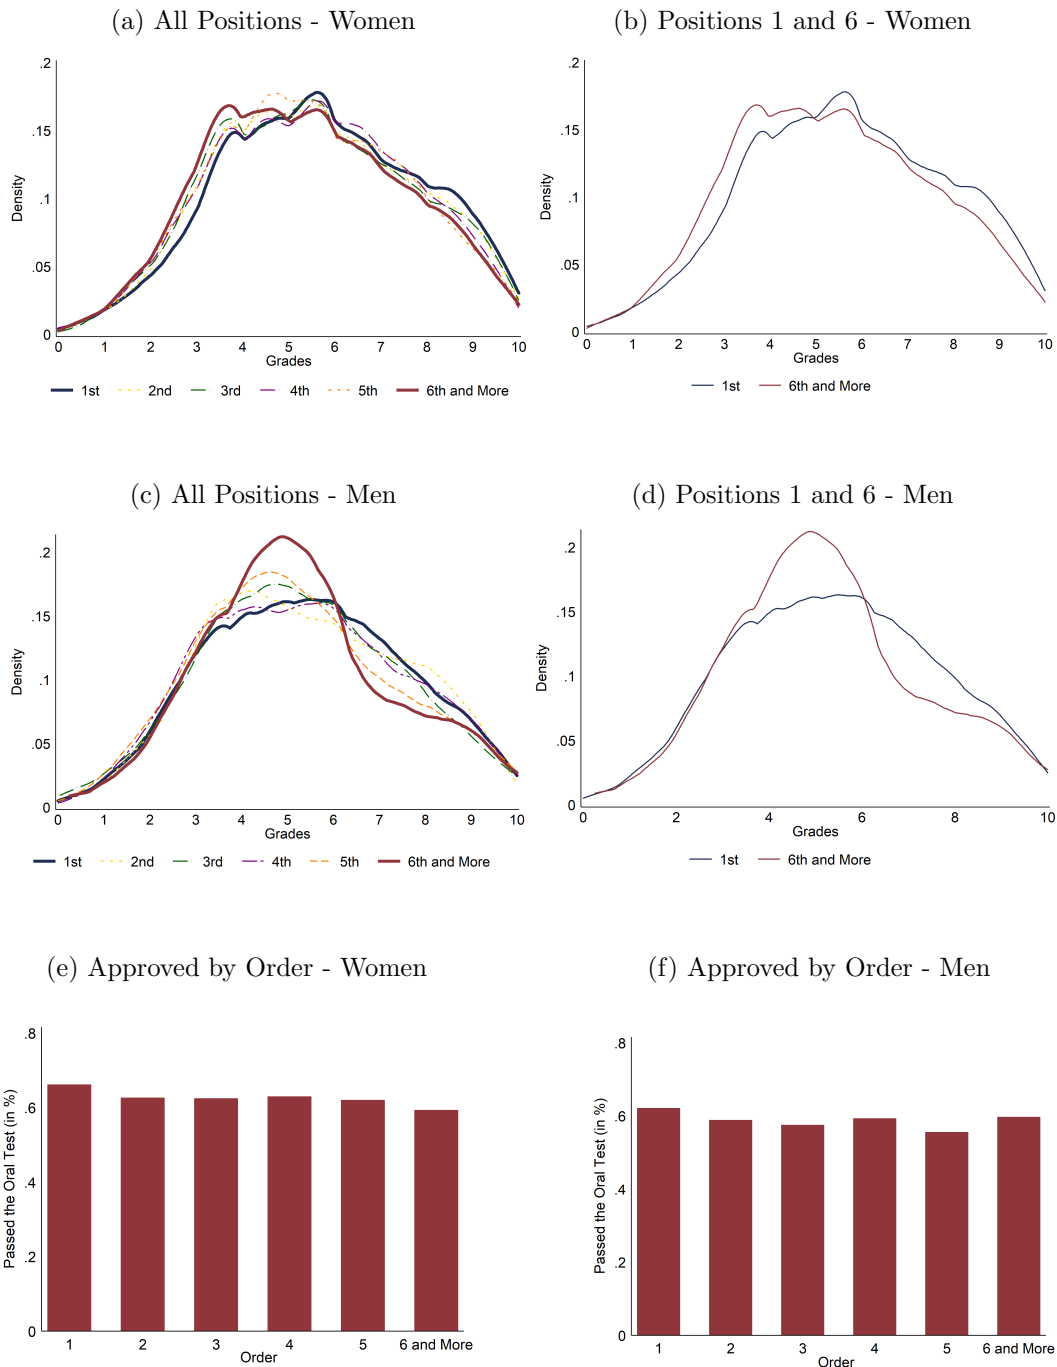 (a) All Positions - Women
(b) Positions 1 and 6 - Women
Density
.2
.15
.1
.05
0
0 1 2 3 4 5 6 7 8 9 10
Grades
1st 2nd 3rd 4th 5th 6th and More
Density
.2
.15
.1
.05
0
0 1 2 3 4 5 6 7 8 9 10
Grades
1st 6th and More
(c) All Positions - Men
(d) Positions 1 and 6 - Men
Density
.2
.15
.1
.05
0
0 1 2 3 4 5 6 7 8 9 10
Grades
1st 2nd 3rd 4th 5th 6th and More
Density
.2
.15
.1
.05
0
0 2 4 6 8 10
Grades
1st 6th and More
(e) Approved by Order - Women
(f) Approved by Order - Men
Passed the Oral Test (in %)
.8
.6
.4
.2
0
1 2 3 4 5 6 and More
Order
Passed the Oral Test (in %)
.8
.6
.4
.2
0
1 2 3 4 5 6 and More
Order